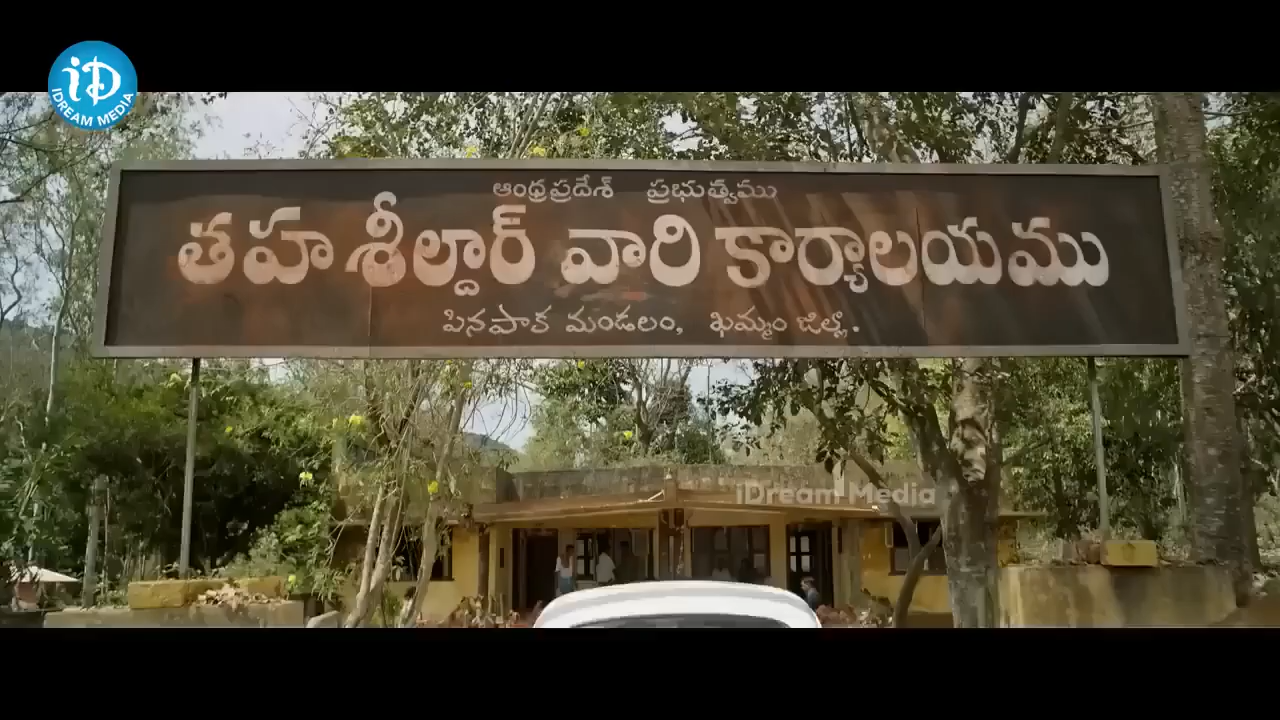 iD
IDREAM MEDIA
ఆంధ్రప్రదేశ్ ప్రభుత్వము
తహశీల్దార్ వారి కార్యాలయము
పినపాక మండలం, ఖమ్మం జిల్లా.
iDream Media